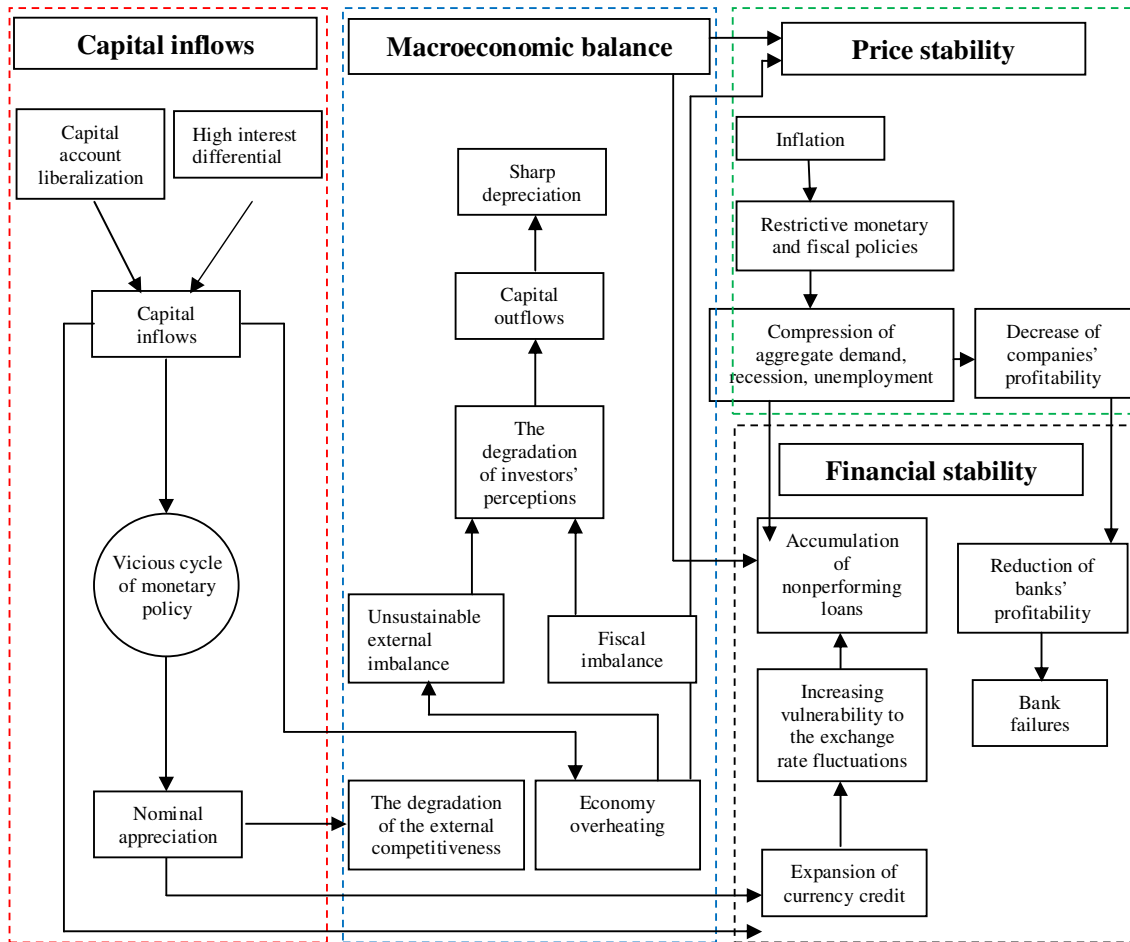 Capital inflows
Capital
account
liberalization
High interest
differential
Capital
inflows
Vicious cycle
of monetary
policy
Nominal
appreciation
Macroeconomic balance
Sharp
depreciation
Capital
outflows
The
degradation
of investors'
perceptions
Unsustainable
external
imbalance
Fiscal
imbalance
The degradation
of the external
competitiveness
Economy
overheating
Price stability
Inflation
Restrictive monetary
and fiscal policies
Compression of
aggregate demand,
recession, unemployment
Decrease of
companies'
profitability
Financial stability
Accumulation
of
nonperforming
loans
Reduction of
banks'
profitability
Increasing
vulnerability to
the exchange
rate fluctuations
Bank
failures
Expansion of
currency credit